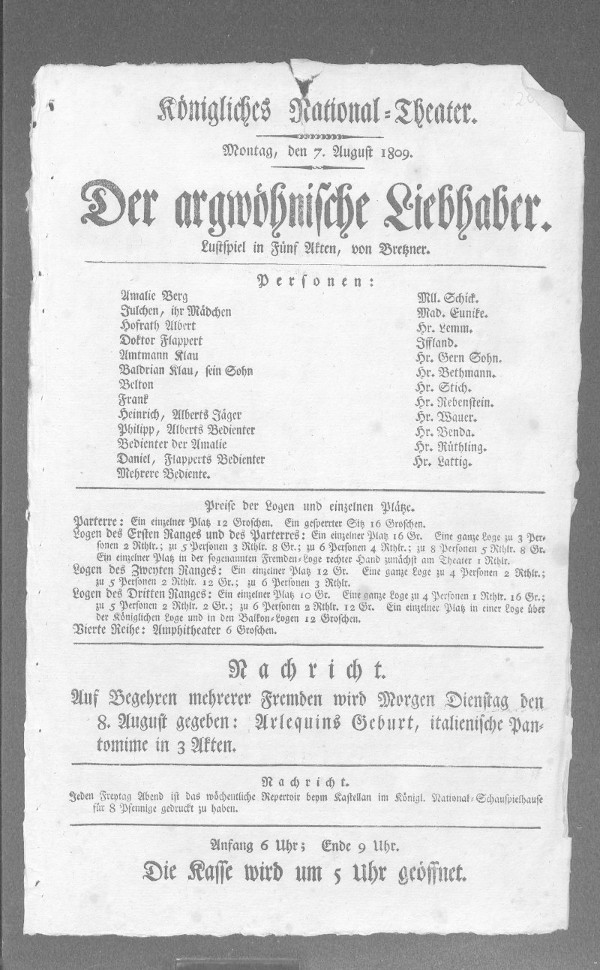 Königliches National-Theater.
Montag, den 7. August 1809.
Der argwöhnische Liebhaber.
Lustspiel in Fünf Akten, von Bretzner.
Personen:
Amalie Berg Mll. Schick.
Julchen, ihr Mädchen Mad. Eunike.
Hofrath Albert Hr. Lemm.
Doktor Flappert Iffland.
Amtmann Klau Hr. Gern Sohn.
Baldrian Klau, sein Sohn Hr. Bethmann.
Belton Hr. Stich.
Frank Hr. Rebenstein.
Heinrich, Alberts Jäger Hr. Wauer.
Philipp, Alberts Bedienter Hr. Benda.
Bedienter der Amalie Hr. Rüthling.
Daniel, Flapperts Bedienter Hr. Lattig.
Mehrere Bediente.
Preise der Logen und einzelnen Plätze.
Parterre: Ein einzelner Platz 12 Groschen. Ein gesperrter Sitz 16 Groschen.
Logen des Ersten Ranges und des Parterres: Ein einzelner Platz 16 Gr. Eine ganze Loge zu 3 Per-
sonen 2 Rthlr.; zu 5 Personen 3 Rthlr. 8 Gr.; zu 6 Personen 4 Rthlr.; zu 8 Personen 5 Rthlr. 8 Gr.
Ein einzelner Platz in der sogenannten Fremden-Loge rechter Hand zunächst am Theater 1 Rthlr.
Logen des Zweyten Ranges: Ein einzelner Platz 12 Gr. Eine ganze Loge zu 4 Personen 2 Rthlr.;
zu 5 Personen 2 Rthlr. 12 Gr.; zu 6 Personen 3 Rthlr.
Logen des Dritten Ranges: Ein einzelner Platz 10 Gr. Eine ganze Loge zu 4 Personen 1 Rthlr. 16 Gr.;
zu 5 Personen 2 Rthlr. 2 Gr.; zu 6 Personen 2 Rthlr. 12 Gr. Ein einzelner Platz in einer Loge über
der Königlichen Loge und in den Balkon-Logen 12 Groschen.
Vierte Reihe: Amphitheater 6 Groschen.
Nachricht.
Auf Begehren mehrerer Fremden wird Morgen Dienstag den
8. August gegeben: Arlequins Geburt, italienische Pan-
tomime in 3 Akten.
Nachricht.
Jeden Freytag Abend ist das wöchentliche Repertoir beym Kastellan im Königl. National-Schauspielhause
für 8 Pfennige gedruckt zu haben.
Anfang 6 Uhr; Ende 9 Uhr.
Die Kasse wird um 5 Uhr geöffnet.